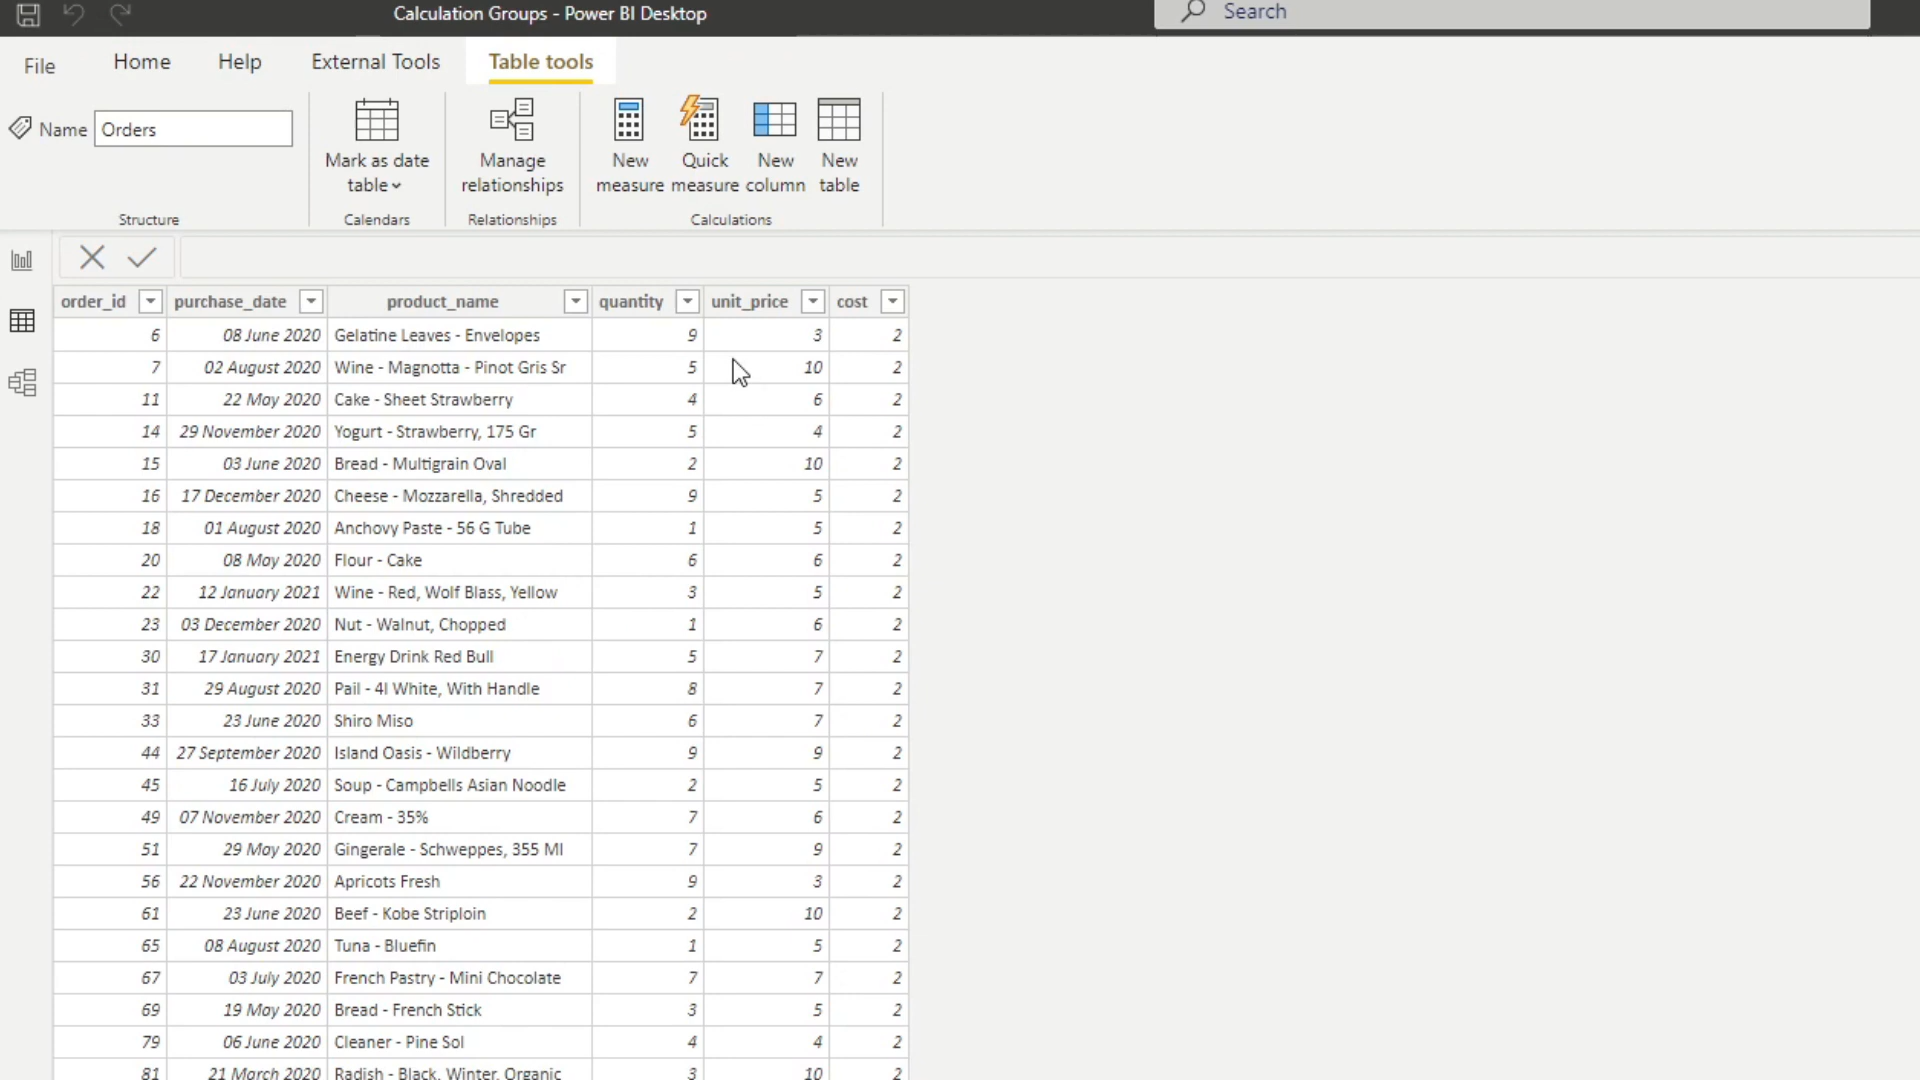 Calculation Groups - Power BI Desktop
Search
File
Home
Help
External Tools
Table tools
Name
Orders
Mark as date
table
Manage
relationships
New
measure
Quick
measure
New
column
New
table
Structure
Calendars
Relationships
Calculations
order_id purchase_date product_name quantity unit_price cost
6 08 June 2020 Gelatine Leaves - Envelopes 9 3 2
7 02 August 2020 Wine - Magnotta - Pinot Gris Sr 5 10 2
11 22 May 2020 Cake - Sheet Strawberry 4 6 2
14 29 November 2020 Yogurt - Strawberry, 175 Gr 5 4 2
15 03 June 2020 Bread - Multigrain Oval 2 10 2
16 17 December 2020 Cheese - Mozzarella, Shredded 9 5 2
18 01 August 2020 Anchovy Paste - 56 G Tube 1 5 2
20 08 May 2020 Flour - Cake 6 6 2
22 12 January 2021 Wine - Red, Wolf Blass, Yellow 3 5 2
23 03 December 2020 Nut - Walnut, Chopped 1 6 2
30 17 January 2021 Energy Drink Red Bull 5 7 2
31 29 August 2020 Pail - 4l White, With Handle 8 7 2
33 23 June 2020 Shiro Miso 6 7 2
44 27 September 2020 Island Oasis - Wildberry 9 9 2
45 16 July 2020 Soup - Campbells Asian Noodle 2 5 2
49 07 November 2020 Cream - 35% 7 6 2
51 29 May 2020 Gingerale - Schweppes, 355 Ml 7 9 2
56 22 November 2020 Apricots Fresh 9 3 2
61 23 June 2020 Beef - Kobe Striploin 2 10 2
65 08 August 2020 Tuna - Bluefin 1 5 2
67 03 July 2020 French Pastry - Mini Chocolate 7 7 2
69 19 May 2020 Bread - French Stick 3 5 2
79 06 June 2020 Cleaner - Pine Sol 4 4 2
81 21 March 2020 Radish - Black, Winter, Organic 3 10 2